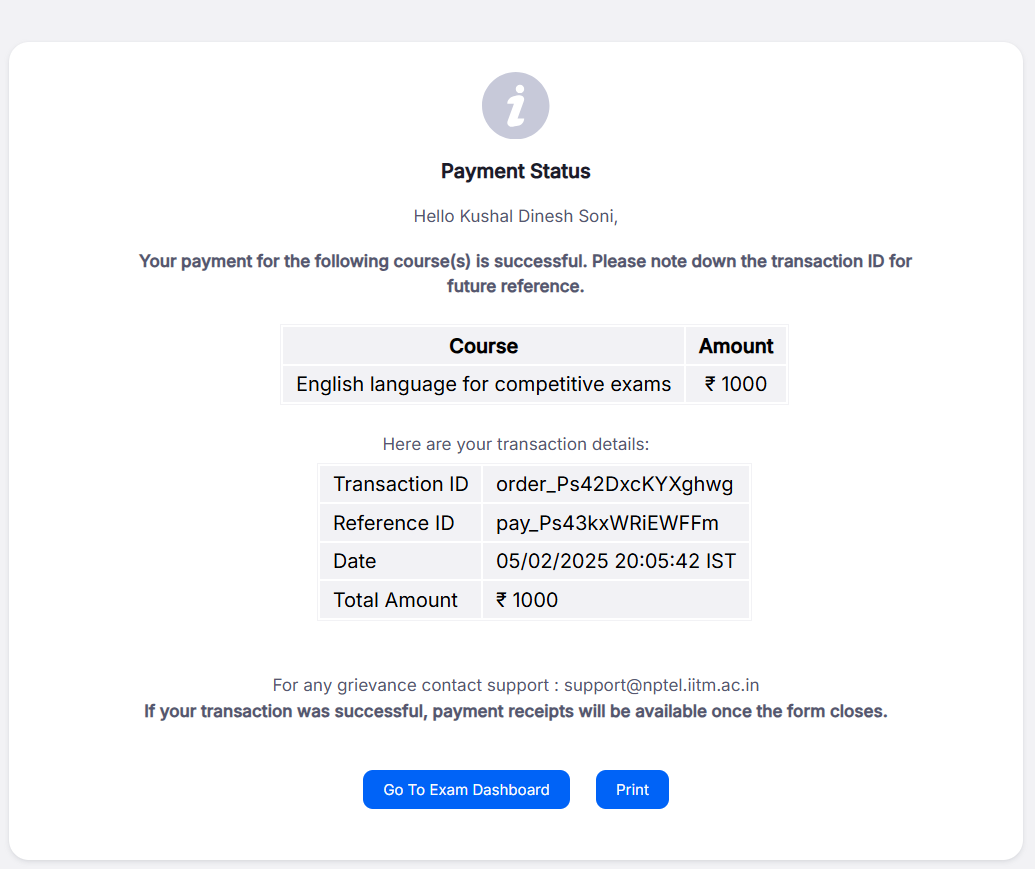 Payment Status
Hello Kushal Dinesh Soni,
Your payment for the following course(s) is successful. Please note down the transaction ID for
future reference.
Course Amount
English language for competitive exams ₹ 1000
Here are your transaction details:
Transaction ID order_Ps42DxcKYXghwg
Reference ID pay_Ps43kxWRiEWFFm
Date 05/02/2025 20:05:42 IST
Total Amount ₹ 1000
For any grievance contact support : support@nptel.iitm.ac.in
If your transaction was successful, payment receipts will be available once the form closes.
Go To Exam Dashboard Print